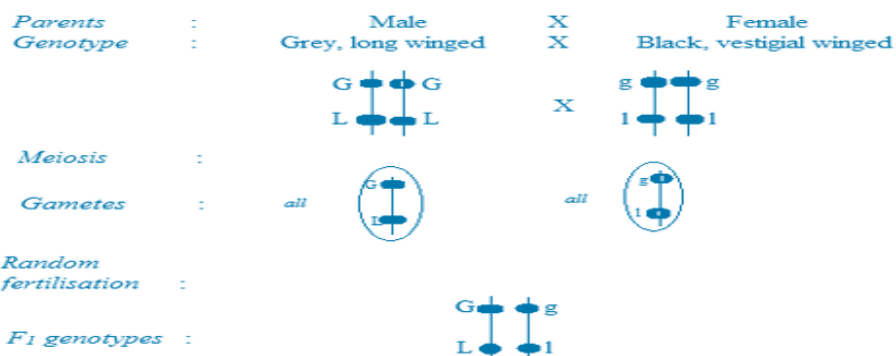 Parents : Male X Female
Genotype : Grey, long winged X Black, vestigial winged
G G g g
X
L L l l
Meiosis :
G g
Gametes : all all
L l
Random
fertilisation :
G g
F1 genotypes :
L l